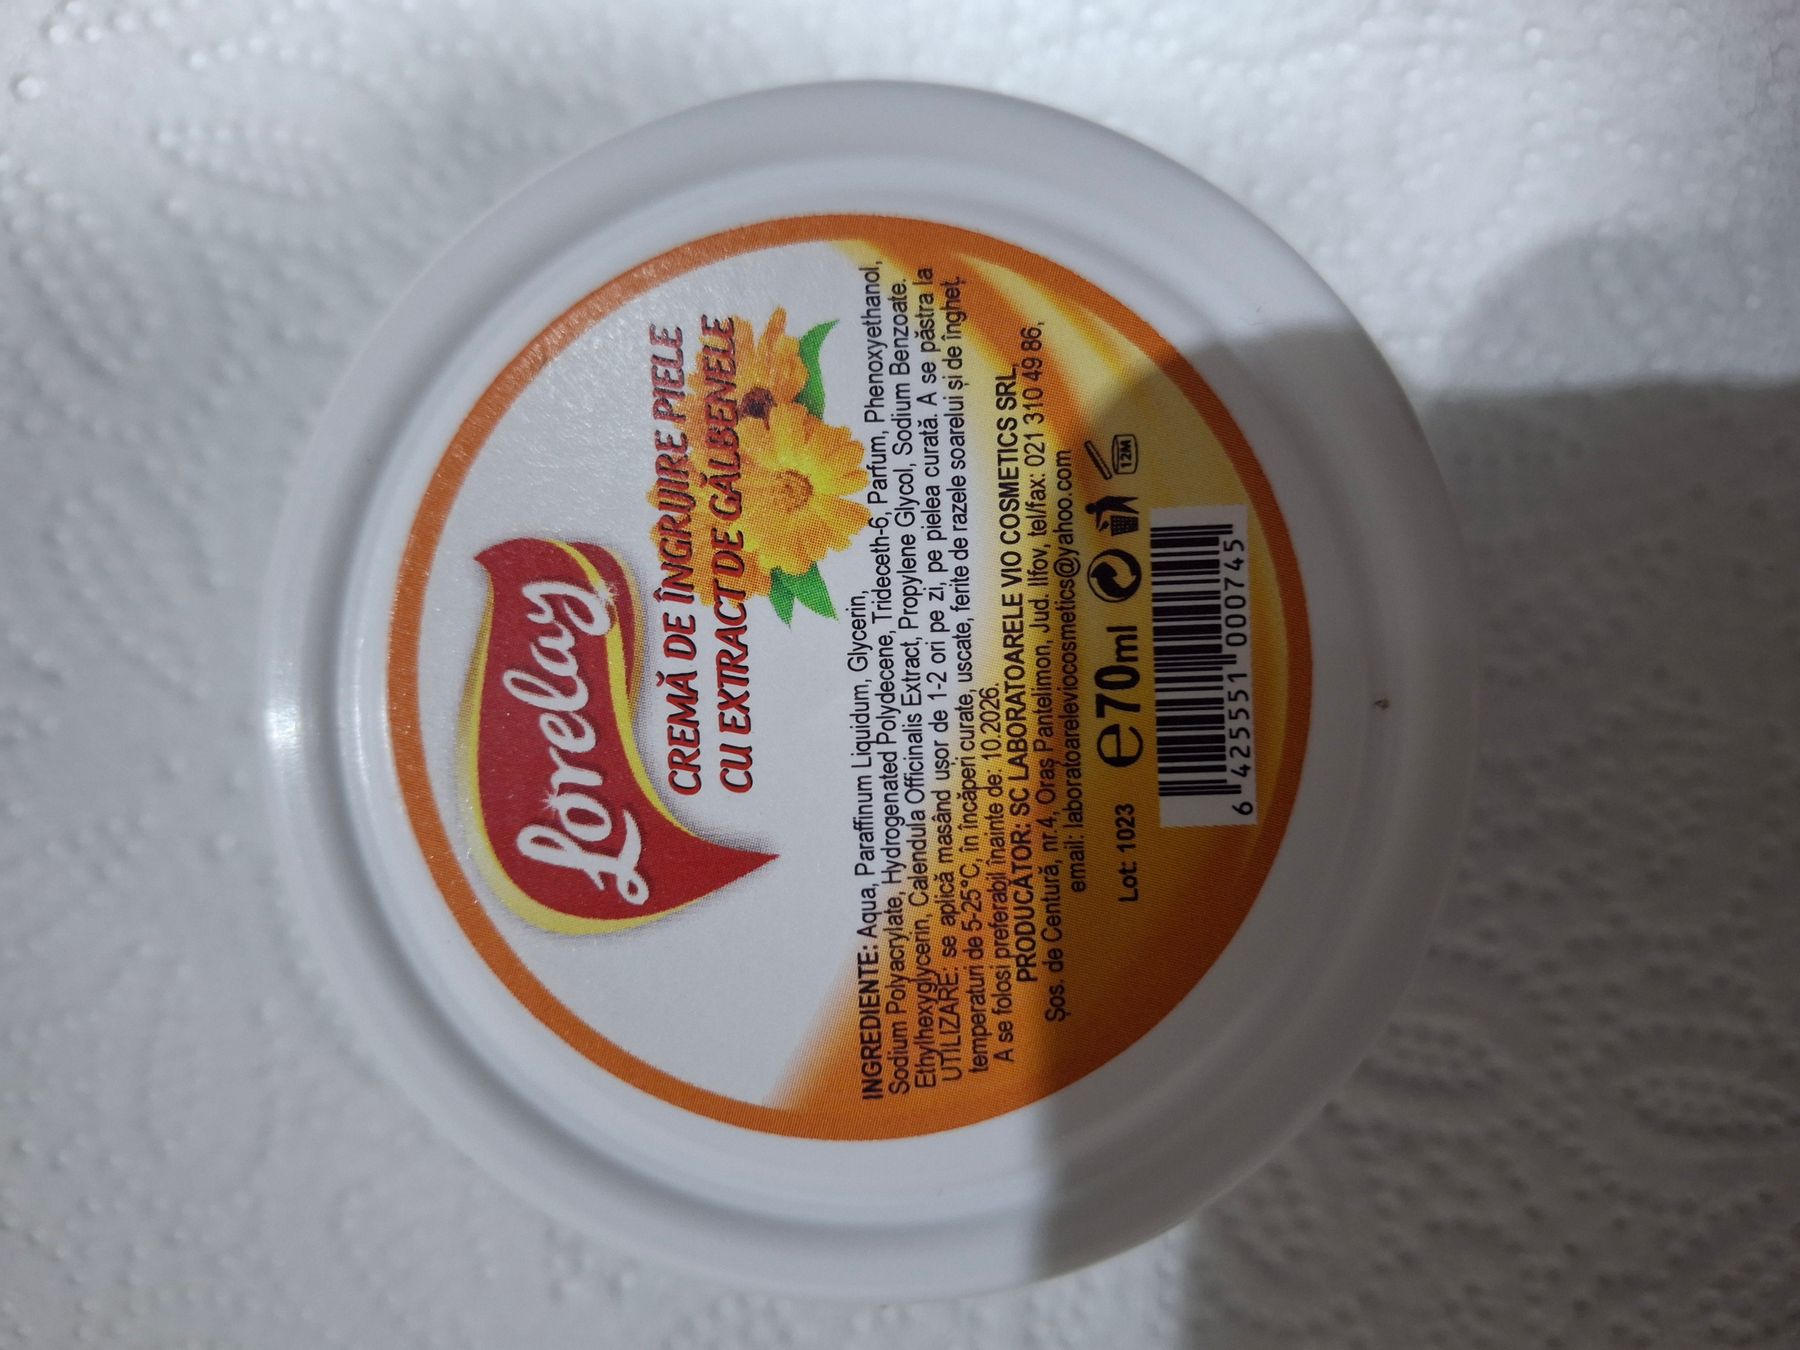 Lorelay
CREMĂ DE ÎNGRIJIRE PIELE
CU EXTRACT DE GĂLBENELE
INGREDIENTE: Aqua, Paraffinum Liquidum, Glycerin,
Sodium Polyacrylate, Hydrogenated Polydecene, Trideceth-6, Parfum, Phenoxyethanol,
Ethylhexyglycerin, Calendula Officinalis Extract, Propylene Glycol, Sodium Benzoate.
UTILIZARE: se aplică masând ușor de 1-2 ori pe zi, pe pielea curată. A se păstra la
temperaturi de 5-25°C, în încăperi curate, uscate, ferite de razele soarelui și de îngheț.
A se folosi preferabil înainte de: 10.2026.
PRODUCĂTOR: SC LABORATOARELE VIO COSMETICS SRL,
Șos. de Centură, nr.4, Oraș Pantelimon, Jud. Ilfov, tel/fax: 021 310 49 86,
email: laboratoareleviocosmetics@yahoo.com
Lot: 1023 e70ml 12M
6 425551 000745